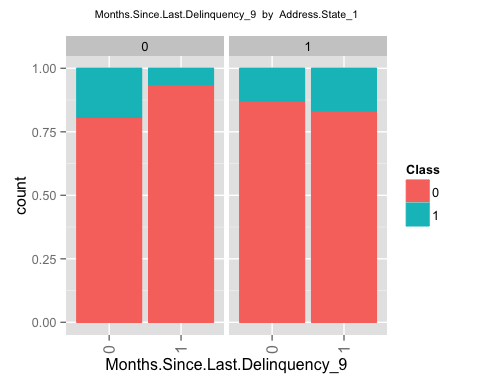 Months.Since.Last.Delinquency_9 by Address.State_1
0 1
1.00
0.75
0.50
0.25
0.00
count
0 1 0 1
Months.Since.Last.Delinquency_9
Class
0
1